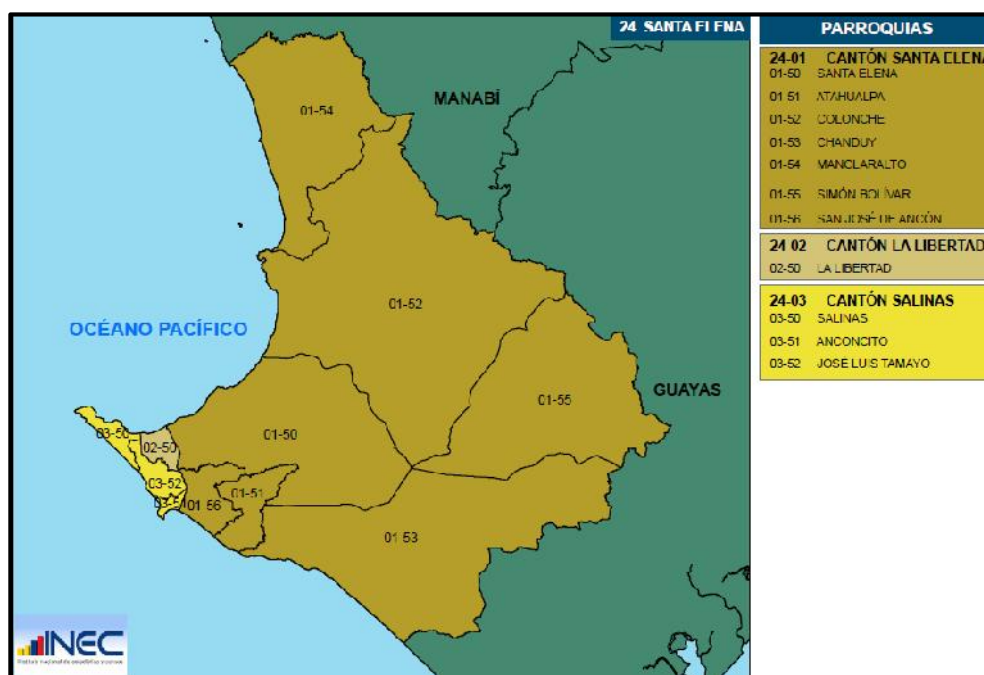 24 SANTA ELENA
MANABÍ
01-54
01-52
OCÉANO PACÍFICO
GUAYAS
01-55
03-50
02-50
01-50
03-52
01-51
01-56
01-53
INEC
PARROQUIAS
24-01 CANTÓN SANTA ELENA
01-50 SANTA ELENA
01-51 ATAHUALPA
01-52 COLONCHE
01-53 CHANDUY
01-54 MANCLARALTO
01-55 SIMÓN BOLÍVAR
01-56 SAN JOSÉ DE ANCÓN
24 02 CANTÓN LA LIBERTAD
02-50 LA LIBERTAD
24-03 CANTÓN SALINAS
03-50 SALINAS
03-51 ANCONCITO
03-52 JOSÉ LUIS TAMAYO